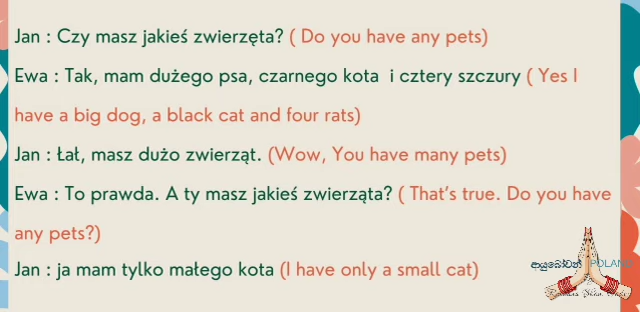 Jan : Czy masz jakieś zwierzęta? ( Do you have any pets)
Ewa : Tak, mam dużego psa, czarnego kota i cztery szczury ( Yes I
have a big dog, a black cat and four rats)
Jan : Łał, masz dużo zwierząt. (Wow, You have many pets)
Ewa : To prawda. A ty masz jakieś zwierząta? ( That's true. Do you have
any pets?)
Jan : ja mam tylko małego kota (I have only a small cat)
ආයුබෝවන් POLAND